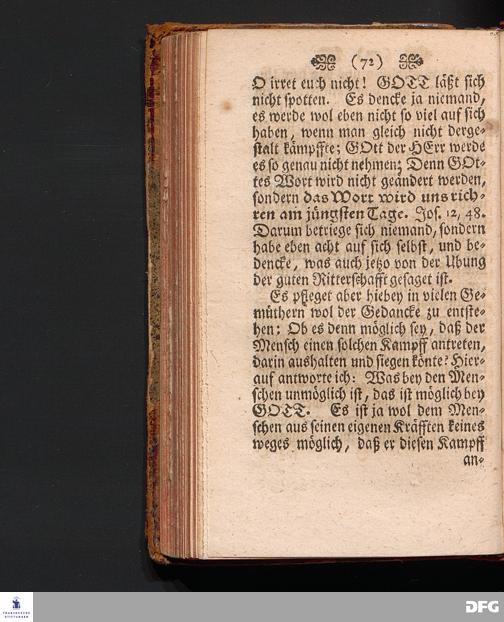 (72)
O irret euch nicht! GOTT läßt sich
nicht spotten. Es dencke ja niemand,
es werde wol eben nicht so viel auf sich
haben, wenn man gleich nicht derge-
stalt kämpffte; GOtt der HErr werde
es so genau nicht nehmen; Denn GOt-
tes Wort wird nicht geändert werden,
sondern das Wort wird uns rich-
ten am jüngsten Tage. Jos. 12, 48.
Darum betriege sich niemand, sondern
habe eben acht auf sich selbst, und be-
dencke, was auch jetzo von der Ubung
der guten Ritterschafft gesaget ist.
Es pfleget aber hiebey in vielen Ge-
müthern wol der Gedancke zu entste-
hen: Ob es denn möglich sey, daß der
Mensch einen solchen Kampff antreten,
darin aushalten und siegen könte? Hier-
auf antworte ich: Was bey den Men-
schen unmöglich ist, das ist möglich bey
GOTT. Es ist ja wol dem Men-
schen aus seinen eigenen Kräfften keines
weges möglich, daß er diesen Kampff
an-
FRANCKESCHE
STIFTUNGEN
DFG